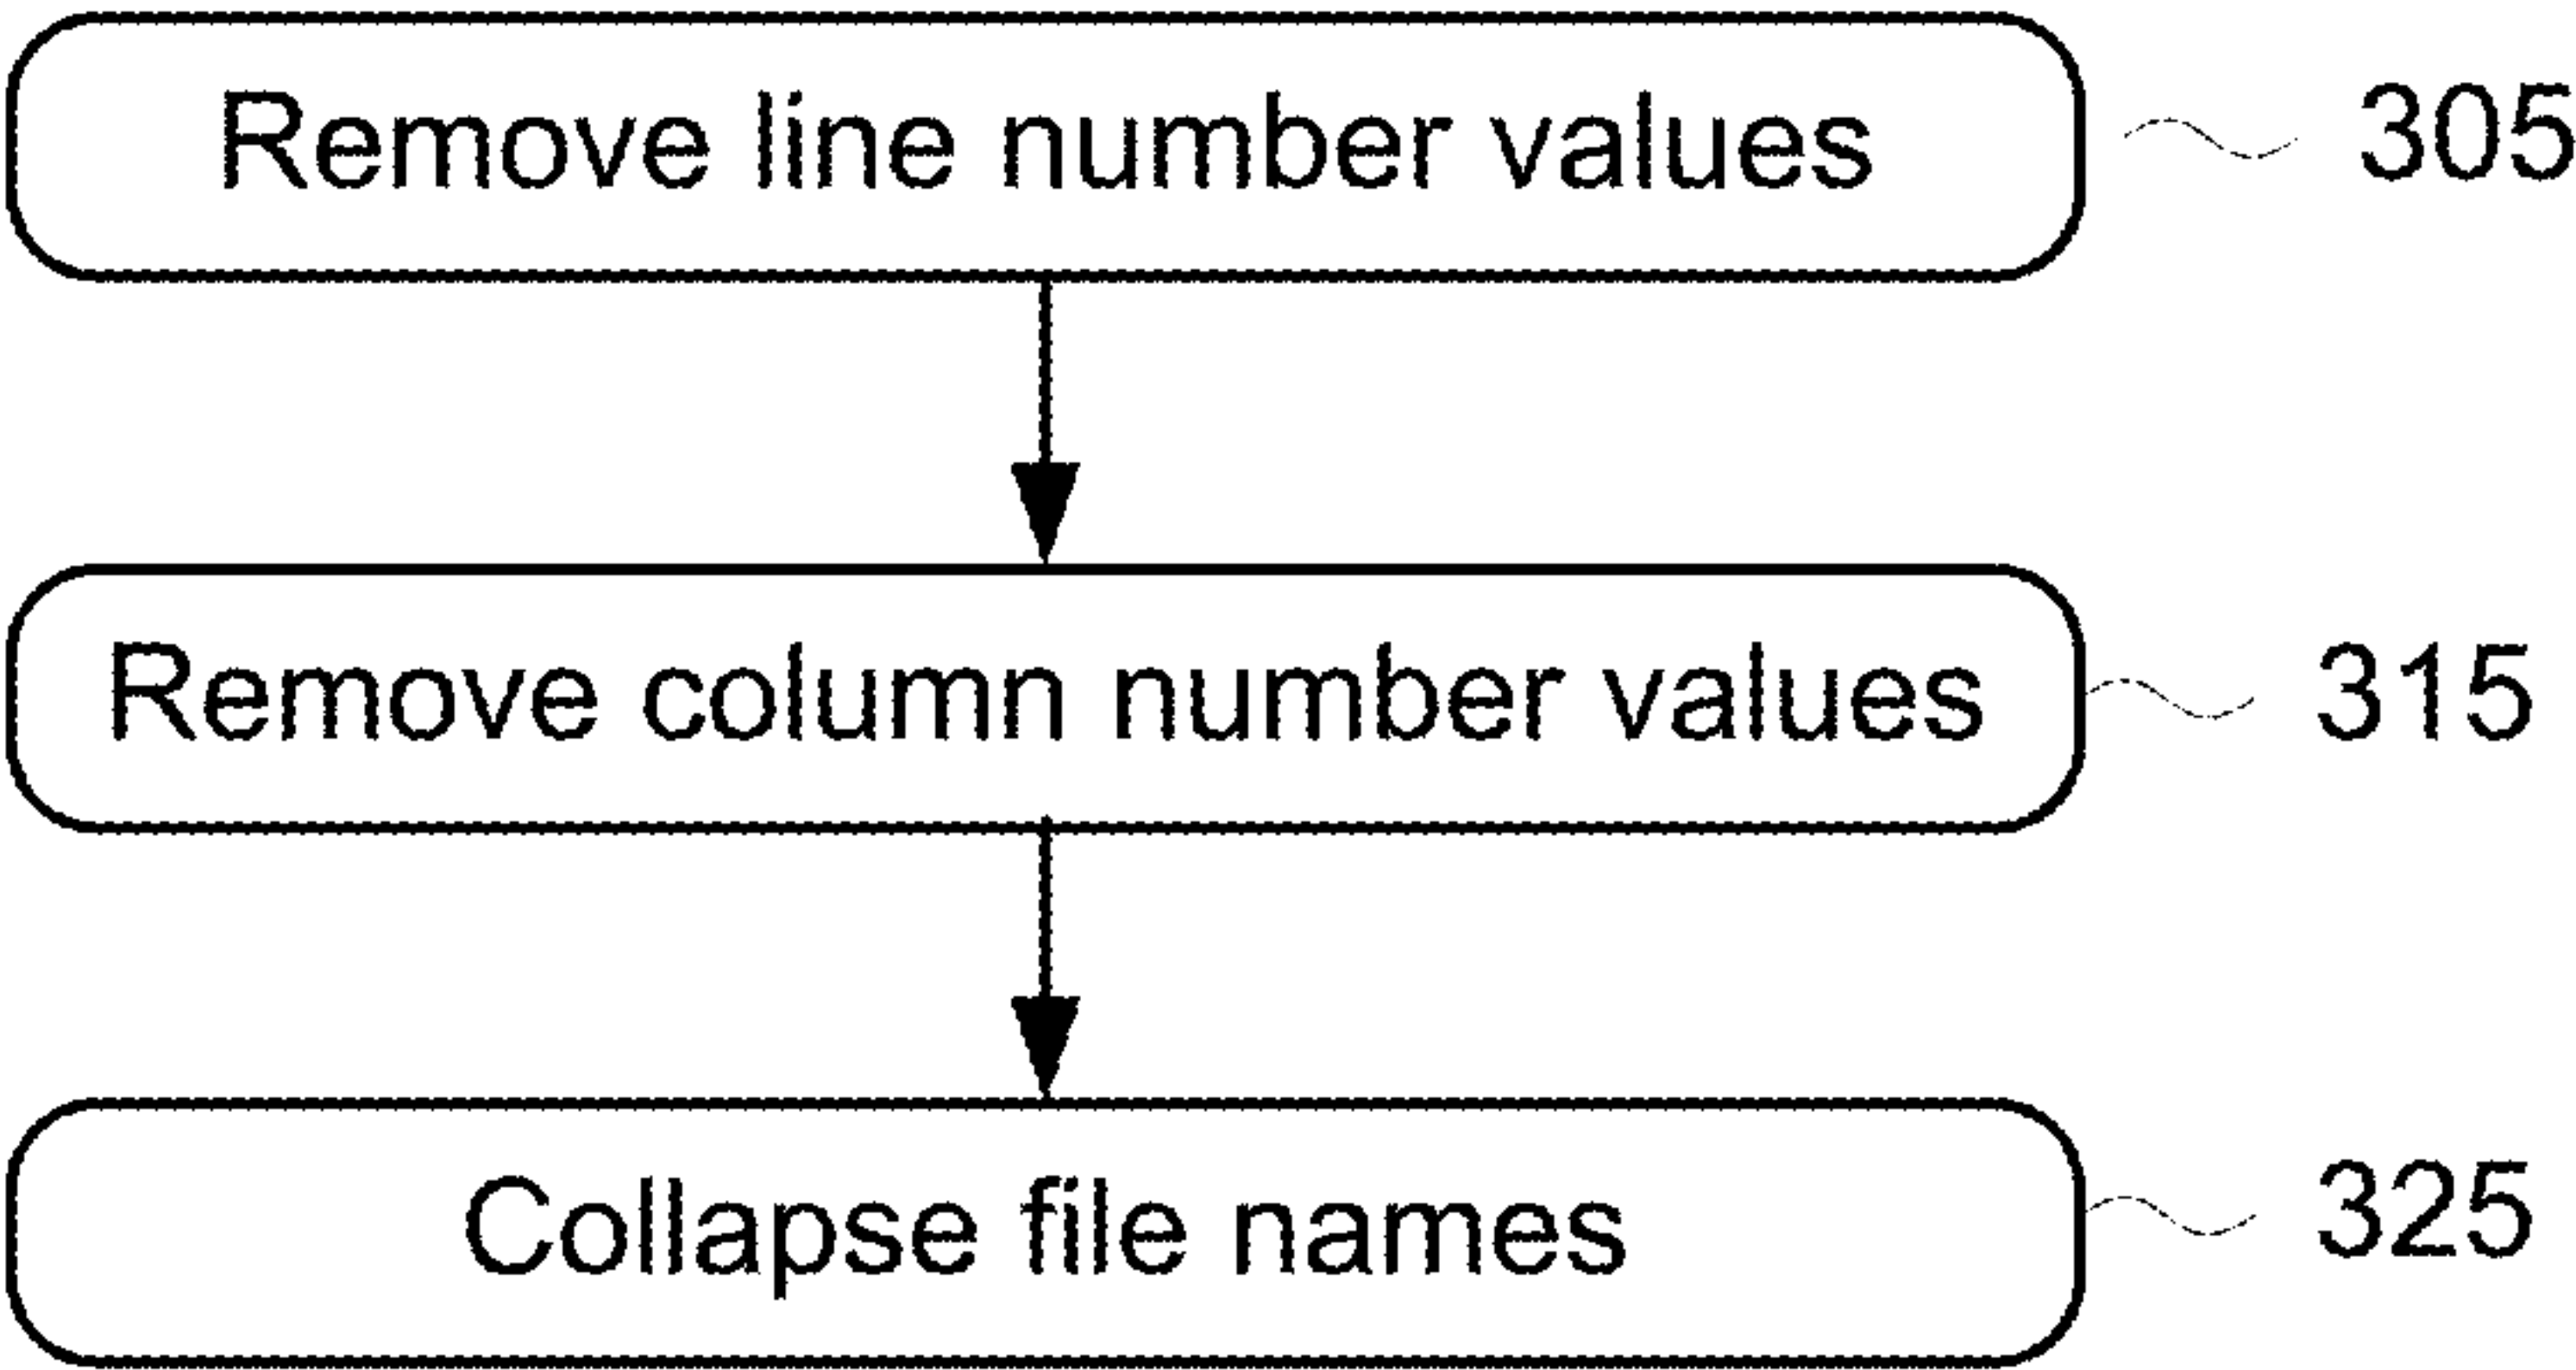 Remove line number values 305
Remove column number values 315
Collapse file names 325